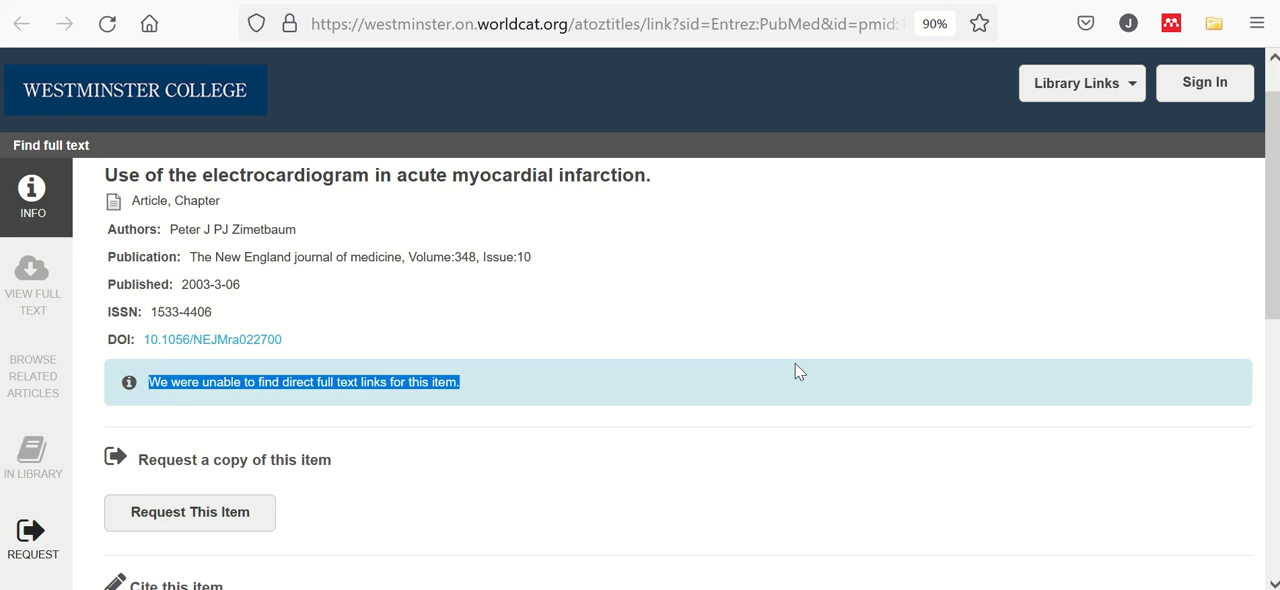 https://westminster.on.worldcat.org/atoztitles/link?sid=Entrez:PubMed&id=pmid:
90%
J
WESTMINSTER COLLEGE
Library Links
Sign In
Find full text
INFO
VIEW FULL
TEXT
BROWSE
RELATED
ARTICLES
IN LIBRARY
REQUEST
Use of the electrocardiogram in acute myocardial infarction.
Article, Chapter
Authors: Peter J PJ Zimetbaum
Publication: The New England journal of medicine, Volume:348, Issue:10
Published: 2003-3-06
ISSN: 1533-4406
DOI: 10.1056/NEJMra022700
We were unable to find direct full text links for this item.
Request a copy of this item
Request This Item
Cite this item